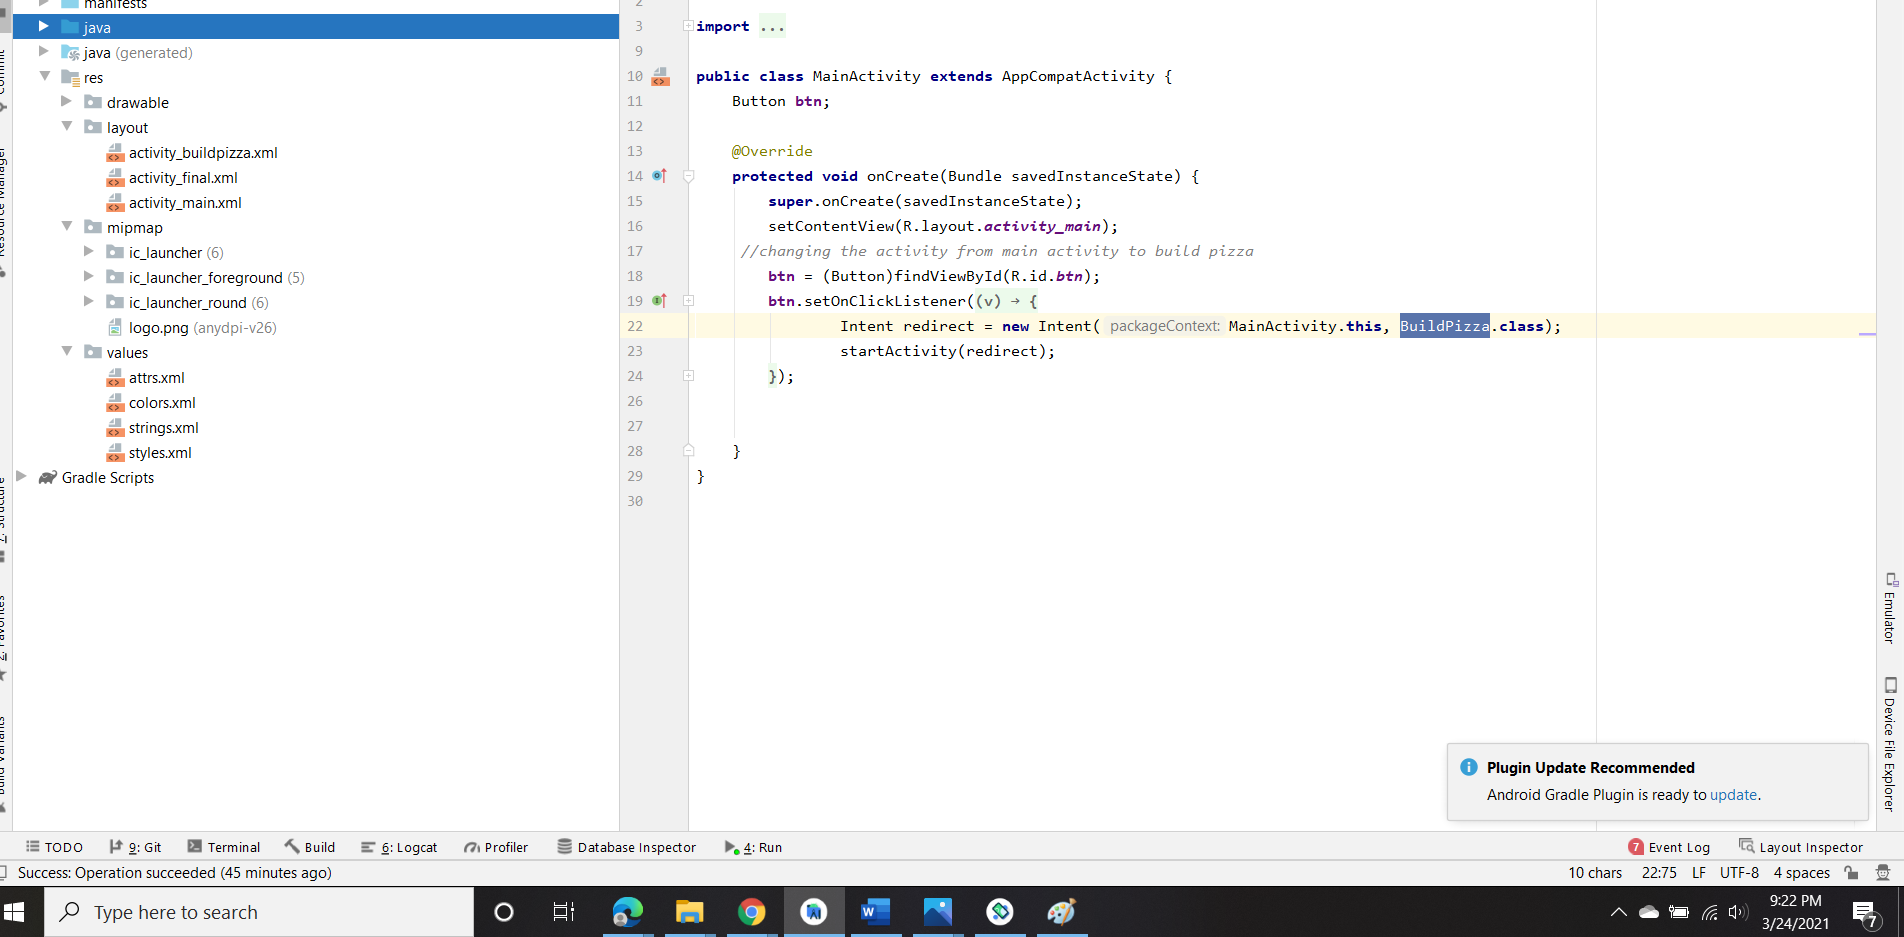 manifests
java
java (generated)
res
drawable
layout
activity_buildpizza.xml
activity_final.xml
activity_main.xml
mipmap
ic_launcher (6)
ic_launcher_foreground (5)
ic_launcher_round (6)
logo.png (anydpi-v26)
values
attrs.xml
colors.xml
strings.xml
styles.xml
Gradle Scripts
2
3 import ...
9
10 public class MainActivity extends AppCompatActivity {
11 Button btn;
12
13 @Override
14 protected void onCreate(Bundle savedInstanceState) {
15 super.onCreate(savedInstanceState);
16 setContentView(R.layout.activity_main);
17 //changing the activity from main activity to build pizza
18 btn = (Button)findViewById(R.id.btn);
19 btn.setOnClickListener((v) → {
22 Intent redirect = new Intent( packageContext: MainActivity.this, BuildPizza.class);
23 startActivity(redirect);
24 });
26
27
28 }
29 }
30
Emulator
Device File Explorer
Plugin Update Recommended
Android Gradle Plugin is ready to update.
TODO 9: Git Terminal Build 6: Logcat Profiler Database Inspector 4: Run 7 Event Log Layout Inspector
Success: Operation succeeded (45 minutes ago) 10 chars 22:75 LF UTF-8 4 spaces
Type here to search
9:22 PM
3/24/2021
7